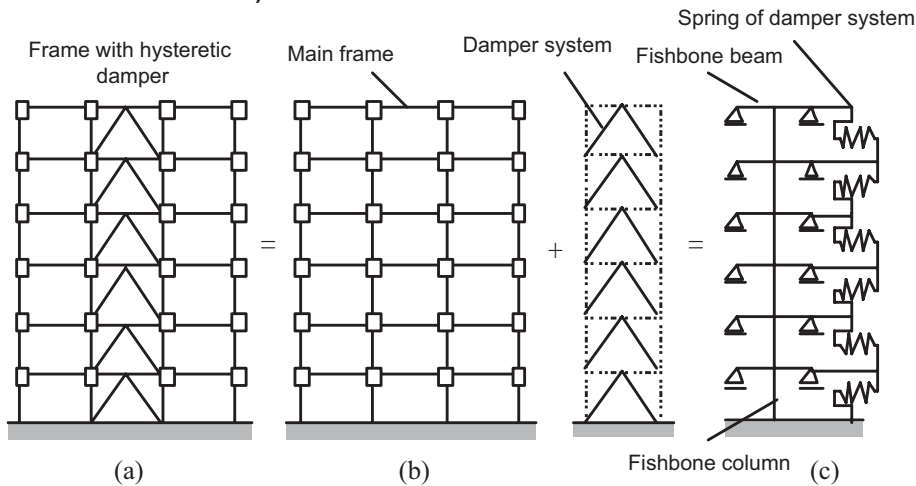 Spring of damper system
Frame with hysteretic
damper
Main frame
Damper system
Fishbone beam
=
+
=
Fishbone column
(a)
(b)
(c)